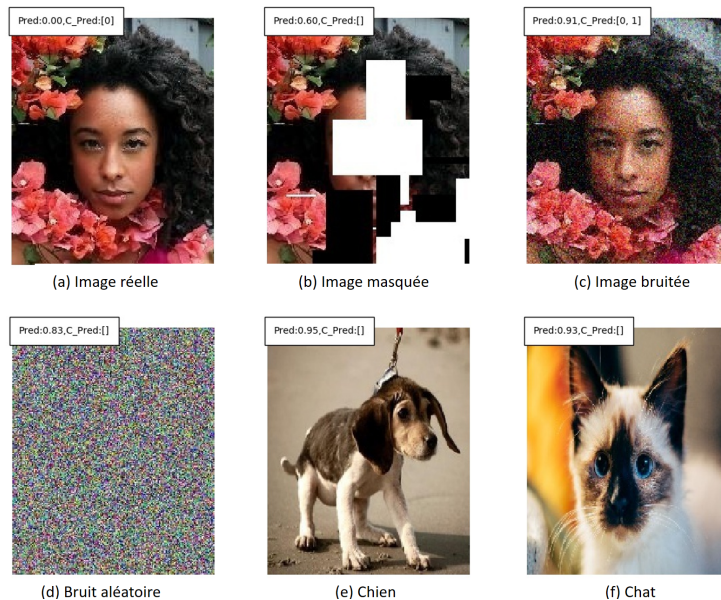 Pred:0.00,C_Pred:[0]
Pred:0.60,C_Pred:[]
Pred:0.91,C_Pred:[0, 1]
(a) Image réelle
(b) Image masquée
(c) Image bruitée
Pred:0.83,C_Pred:[]
Pred:0.95,C_Pred:[]
Pred:0.93,C_Pred:[]
(d) Bruit aléatoire
(e) Chien
(f) Chat